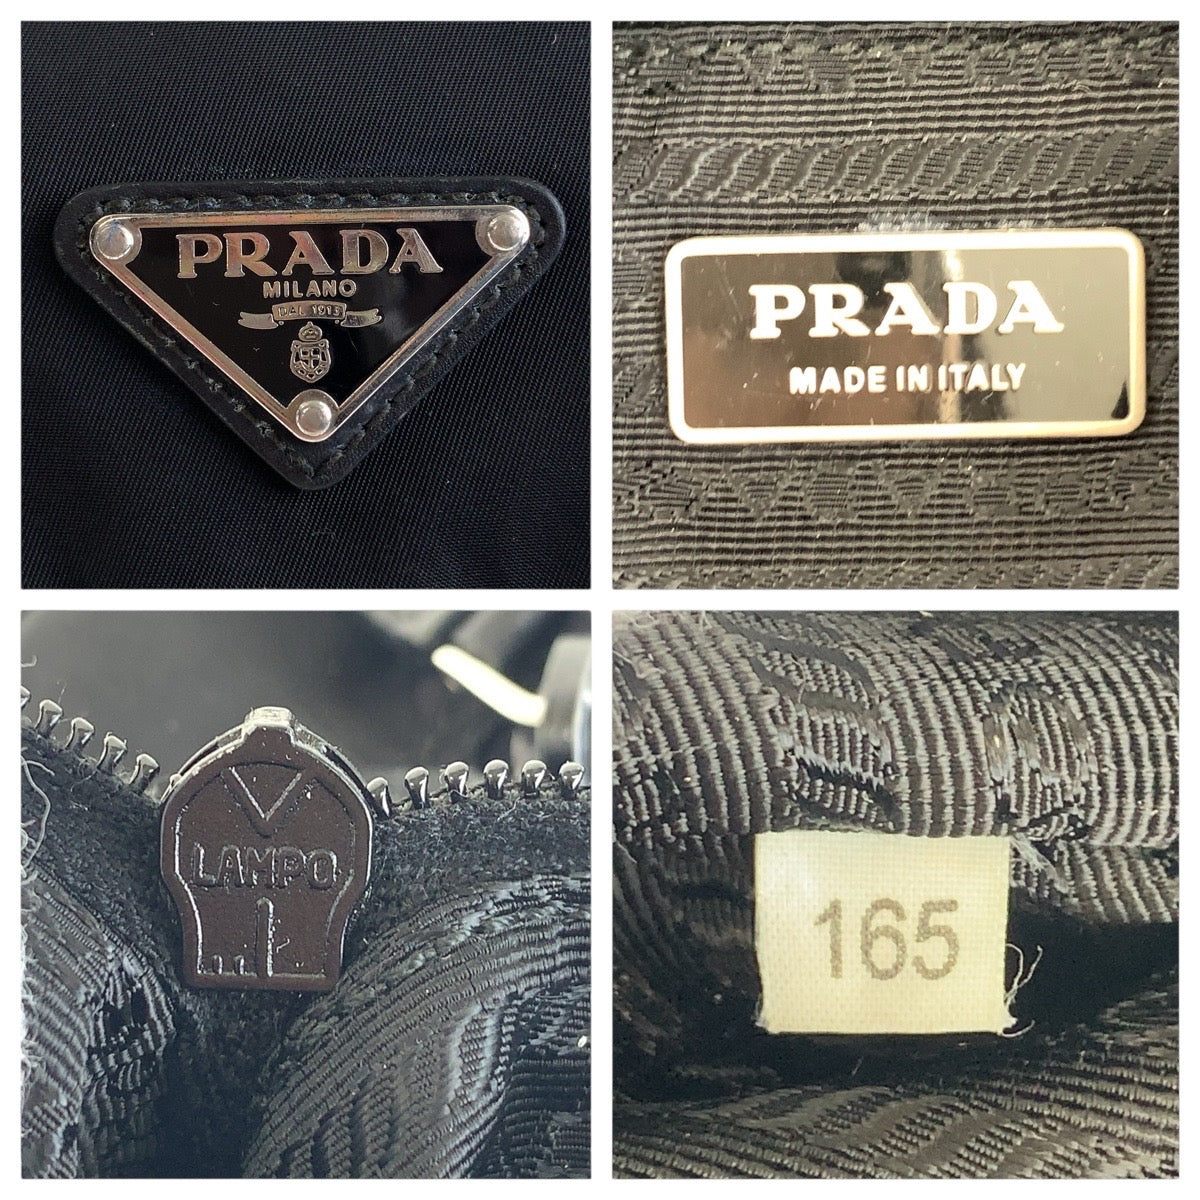 PRADA
MILANO
DAL 1913
PRADA
MADE IN ITALY
LAMPO
165